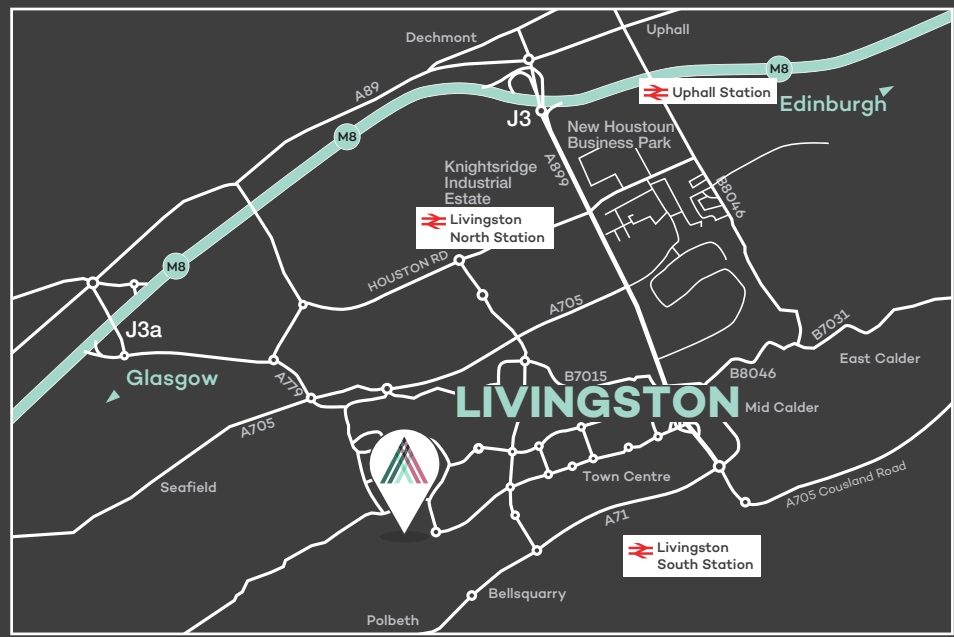 Dechmont
Uphall
M8
A89
Uphall Station
Edinburgh
J3
M8
New Houstoun
Business Park
A899
Knightsridge
Industrial
Estate
B8046
Livingston
North Station
M8
HOUSTON RD
A705
J3a
B7031
East Calder
Glasgow
A779
B7015
B8046
LIVINGSTON
Mid Calder
A705
Seafield
Town Centre
A705 Cousland Road
A71
Livingston
South Station
Bellsquarry
Polbeth